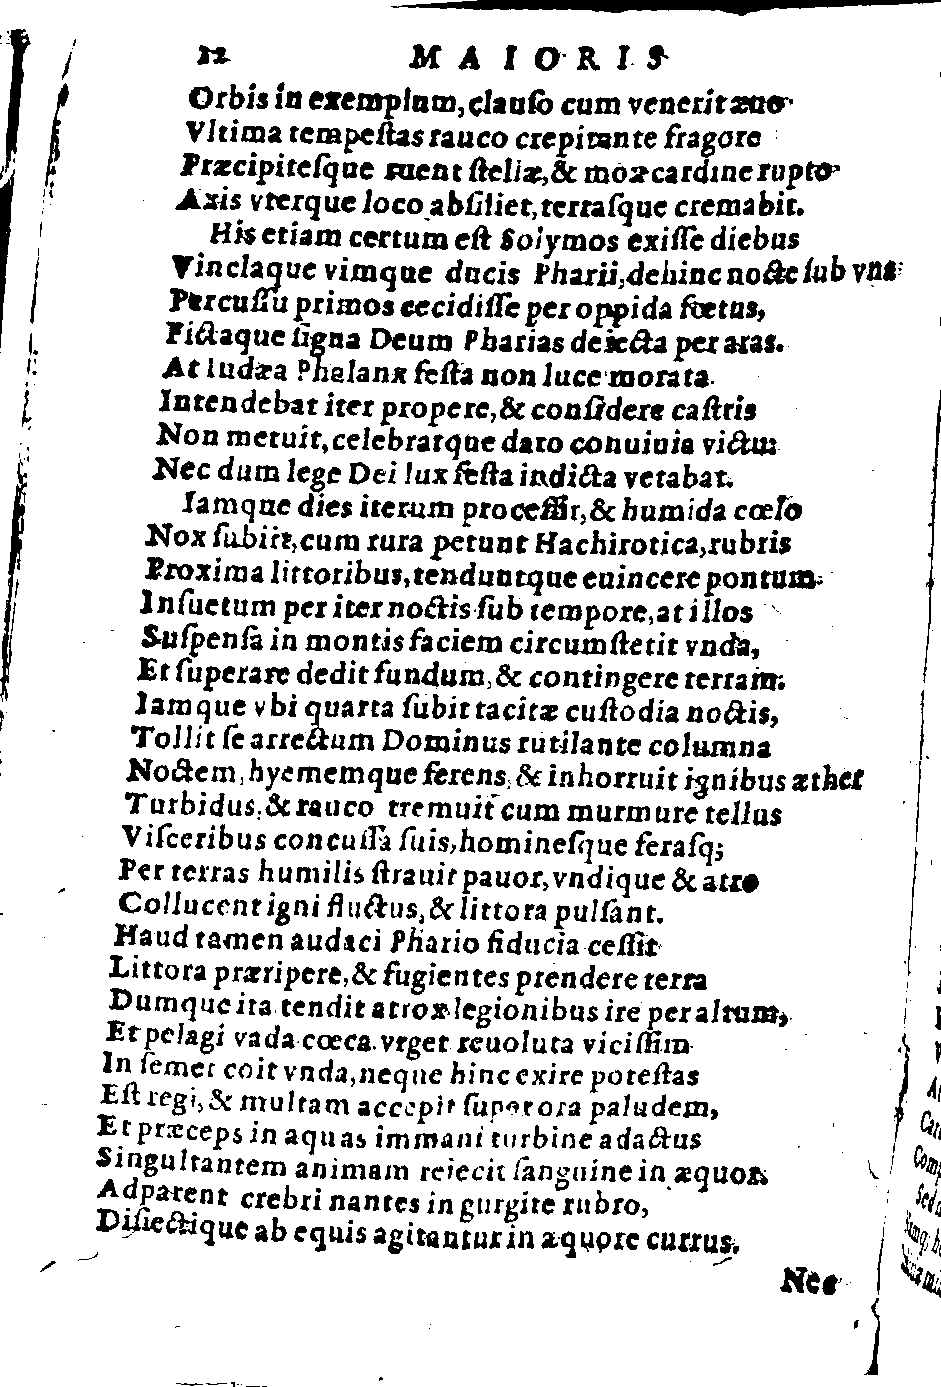 12 MAIORIS
Orbis in exemplum, clauſo cum venerit æuo
Vltima tempeſtas rauco crepitante fragore
Præcipiteſque ruent ſtellæ, & mox cardine rupto
Axis vterque loco abſiliet, terraſque cremabit.
His etiam certum eſt Solymos exiſſe diebus
Vinclaque vimque ducis Pharii, dehinc nocte ſub vna
Percuſſu primos cecidiſſe per oppida fœtus,
Fictaque ſigna Deum Pharias deiecta per aras.
At Iudæa Phalanx feſta non luce morata
Intendebat iter propere, & conſidere caſtris
Non metuit, celebratque dato conuiuia victu
Nec dum lege Dei lux feſta indicta vetabat.
Iamque dies iterum proceſſit, & humida cœlo
Nox ſubiit, cum rura petunt Hachirotica, rubris
Proxima littoribus, tenduntque euincere pontum
Inſuetum per iter noctis ſub tempore, at illos
Suſpenſa in montis faciem circumſtetit vnda,
Et ſuperare dedit fundum, & contingere terram.
Iamque vbi quarta ſubit tacitæ cuſtodia noctis,
Tollit ſe arrectum Dominus rutilante columna
Noctem, hyememque ferens, & inhorruit ignibus æther
Turbidus, & rauco tremuit cum murmure tellus
Viſceribus concuſſa ſuis, homineſque feraſq;
Per terras humilis ſtrauit pauor, vndique & atro
Collucent igni fluctus, & littora pulſant.
Haud tamen audaci Phario fiducia ceſſit
Littora præripere, & fugientes prendere terra
Dumque ita tendit atrox legionibus ire per altum,
Et pelagi vada cœca vrget reuoluta viciſſim
In ſemet coit vnda, neque hinc exire poteſtas
Eſt regi, & multam accepit ſuper ora paludem,
Et præceps in aquas immani turbine adactus
Singultantem animam reiecit ſanguine in æquor.
Adparent crebri nantes in gurgite rubro,
Diſiectique ab equis agitantur in æquore currus.
Nec